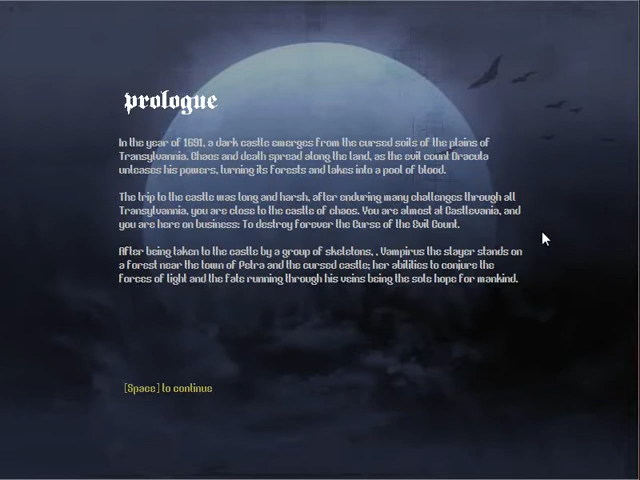 prologue
In the year of 1691, a dark castle emerges from the cursed soils of the plains of
Transylvannia. Chaos and death spread along the land, as the evil count Dracula
unleases his powers, turning its forests and lakes into a pool of blood.
The trip to the castle was long and harsh, after enduring many challenges through all
Transylvannia, you are close to the castle of chaos. You are almost at Castlevania, and
you are here on business: To destroy forever the Curse of the Evil Count.
After being taken to the castle by a group of skeletons, , Vampirus the slayer stands on
a forest near the town of Petra and the cursed castle; her abilities to conjure the
forces of light and the fate running through his veins being the sole hope for mankind.
[Space] to continue